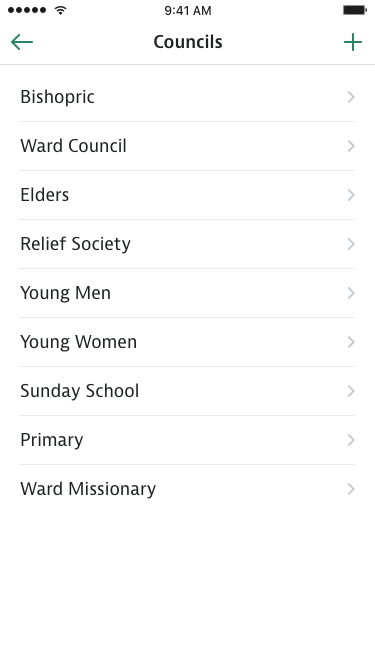 9:41 AM
Councils
Bishopric
Ward Council
Elders
Relief Society
Young Men
Young Women
Sunday School
Primary
Ward Missionary